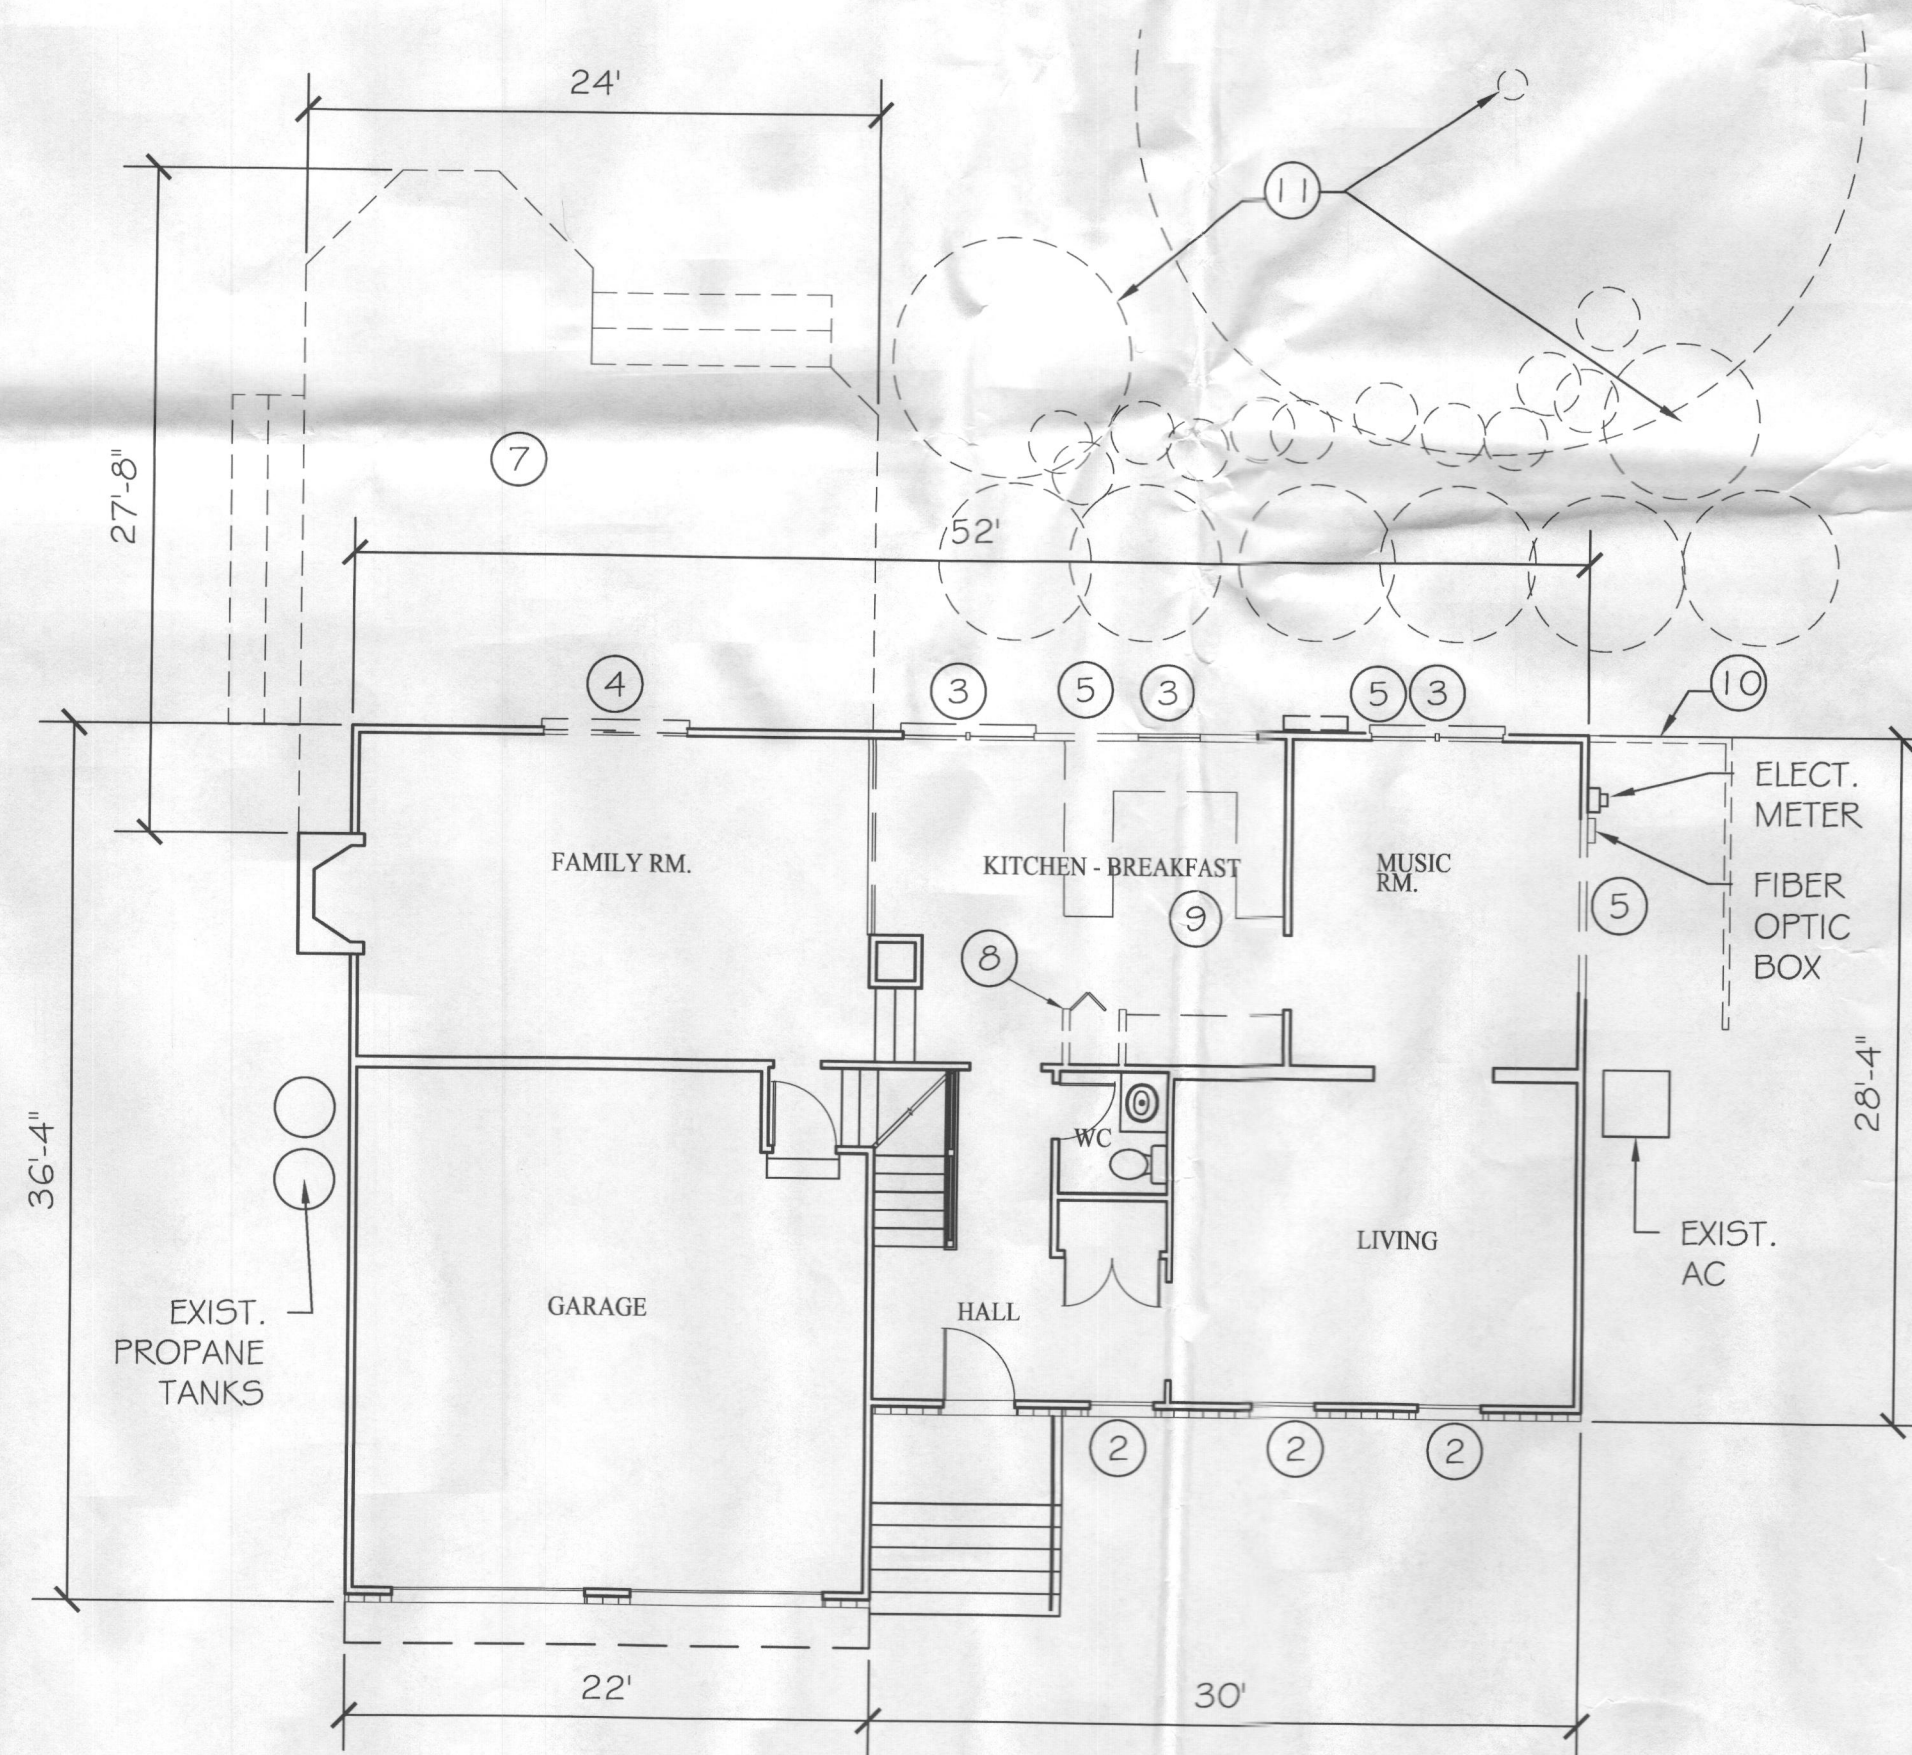 24'
11
27'-8"
7
52'
4
3
5
3
5
3
10
ELECT.
METER
FAMILY RM.
KITCHEN - BREAKFAST
MUSIC
RM.
FIBER
OPTIC
BOX
5
9
8
36'-4"
28'-4"
WC
EXIST.
AC
LIVING
GARAGE
HALL
EXIST.
PROPANE
TANKS
2
2
2
22'
30'